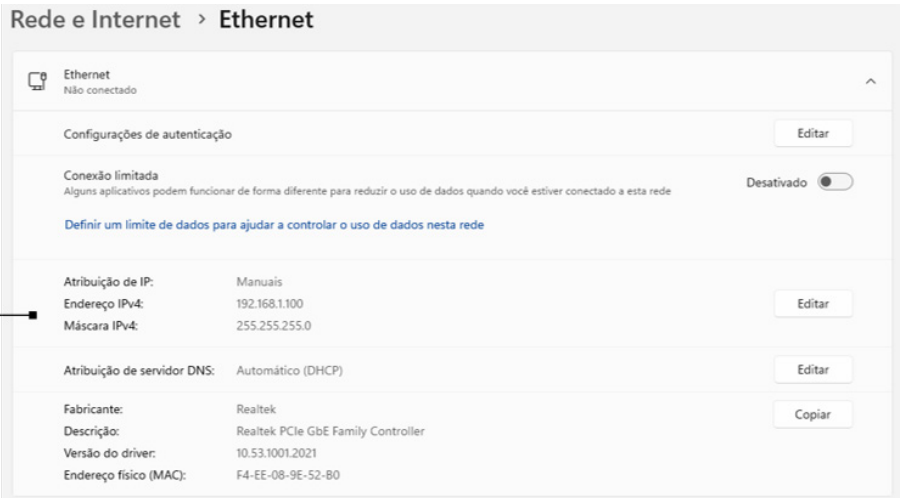 Rede e Internet > Ethernet
Ethernet
Não conectado
Configurações de autenticação Editar
Conexão limitada
Alguns aplicativos podem funcionar de forma diferente para reduzir o uso de dados quando você estiver conectado a esta rede
Desativado
Definir um limite de dados para ajudar a controlar o uso de dados nesta rede
Atribuição de IP: Manuais
Endereço IPv4: 192.168.1.100
Editar
Máscara IPv4: 255.255.255.0
Atribuição de servidor DNS: Automático (DHCP) Editar
Fabricante: Realtek
Copiar
Descrição: Realtek PCIe GbE Family Controller
Versão do driver: 10.53.1001.2021
Endereço físico (MAC): F4-EE-08-9E-52-B0